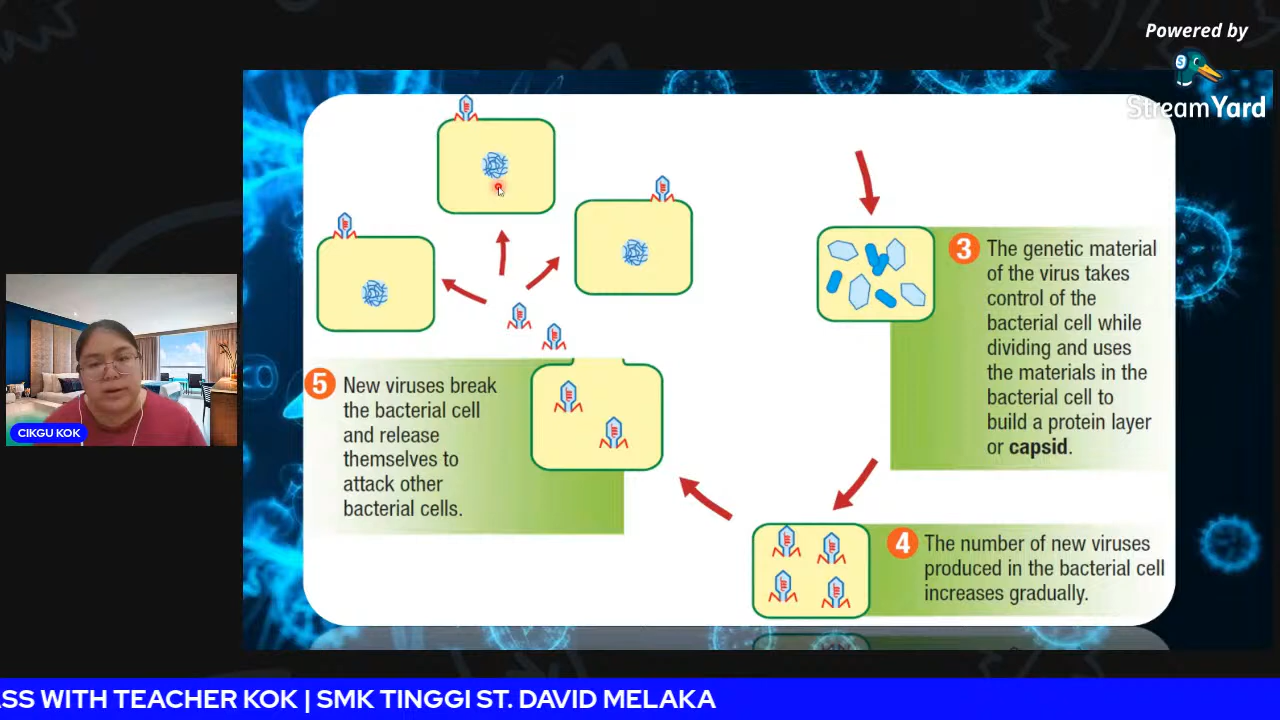 Powered by
StreamYard
3 The genetic material
of the virus takes
control of the
bacterial cell while
dividing and uses
the materials in the
bacterial cell to
build a protein layer
or capsid.
5 New viruses break
the bacterial cell
and release
themselves to
attack other
bacterial cells.
4 The number of new viruses
produced in the bacterial cell
increases gradually.
CIKGU KOK
ASS WITH TEACHER KOK | SMK TINGGI ST. DAVID MELAKA